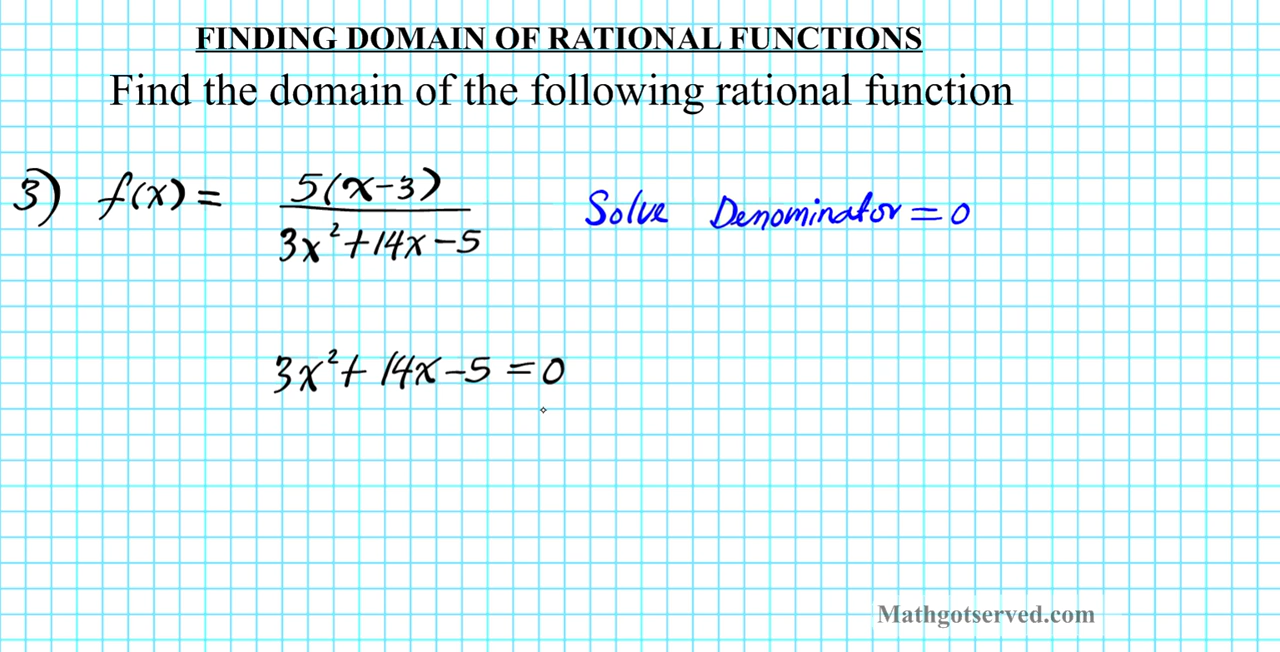 FINDING DOMAIN OF RATIONAL FUNCTIONS
Find the domain of the following rational function
3) f(x) = 5(x-3)
3x²+14x-5
Solve Denominator = 0
3x²+ 14x-5 = 0
Mathgotserved.com